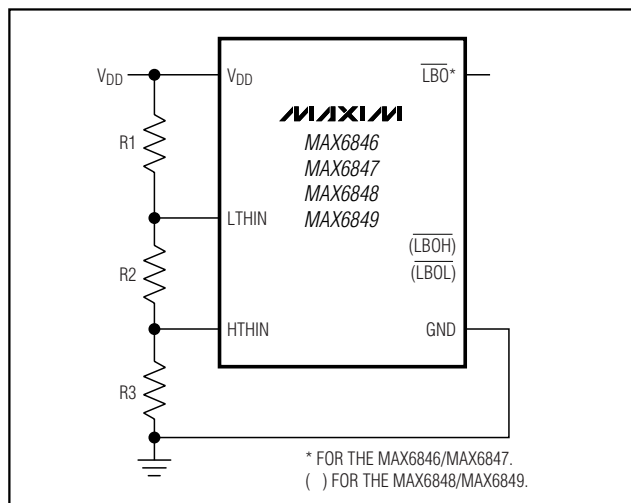 VDD
VDD
LBO*
MAXIM
R1
MAX6846
MAX6847
MAX6848
LTHIN
MAX6849
(LBOH)
R2
(LBOL)
HTHIN
GND
R3
* FOR THE MAX6846/MAX6847.
( ) FOR THE MAX6848/MAX6849.